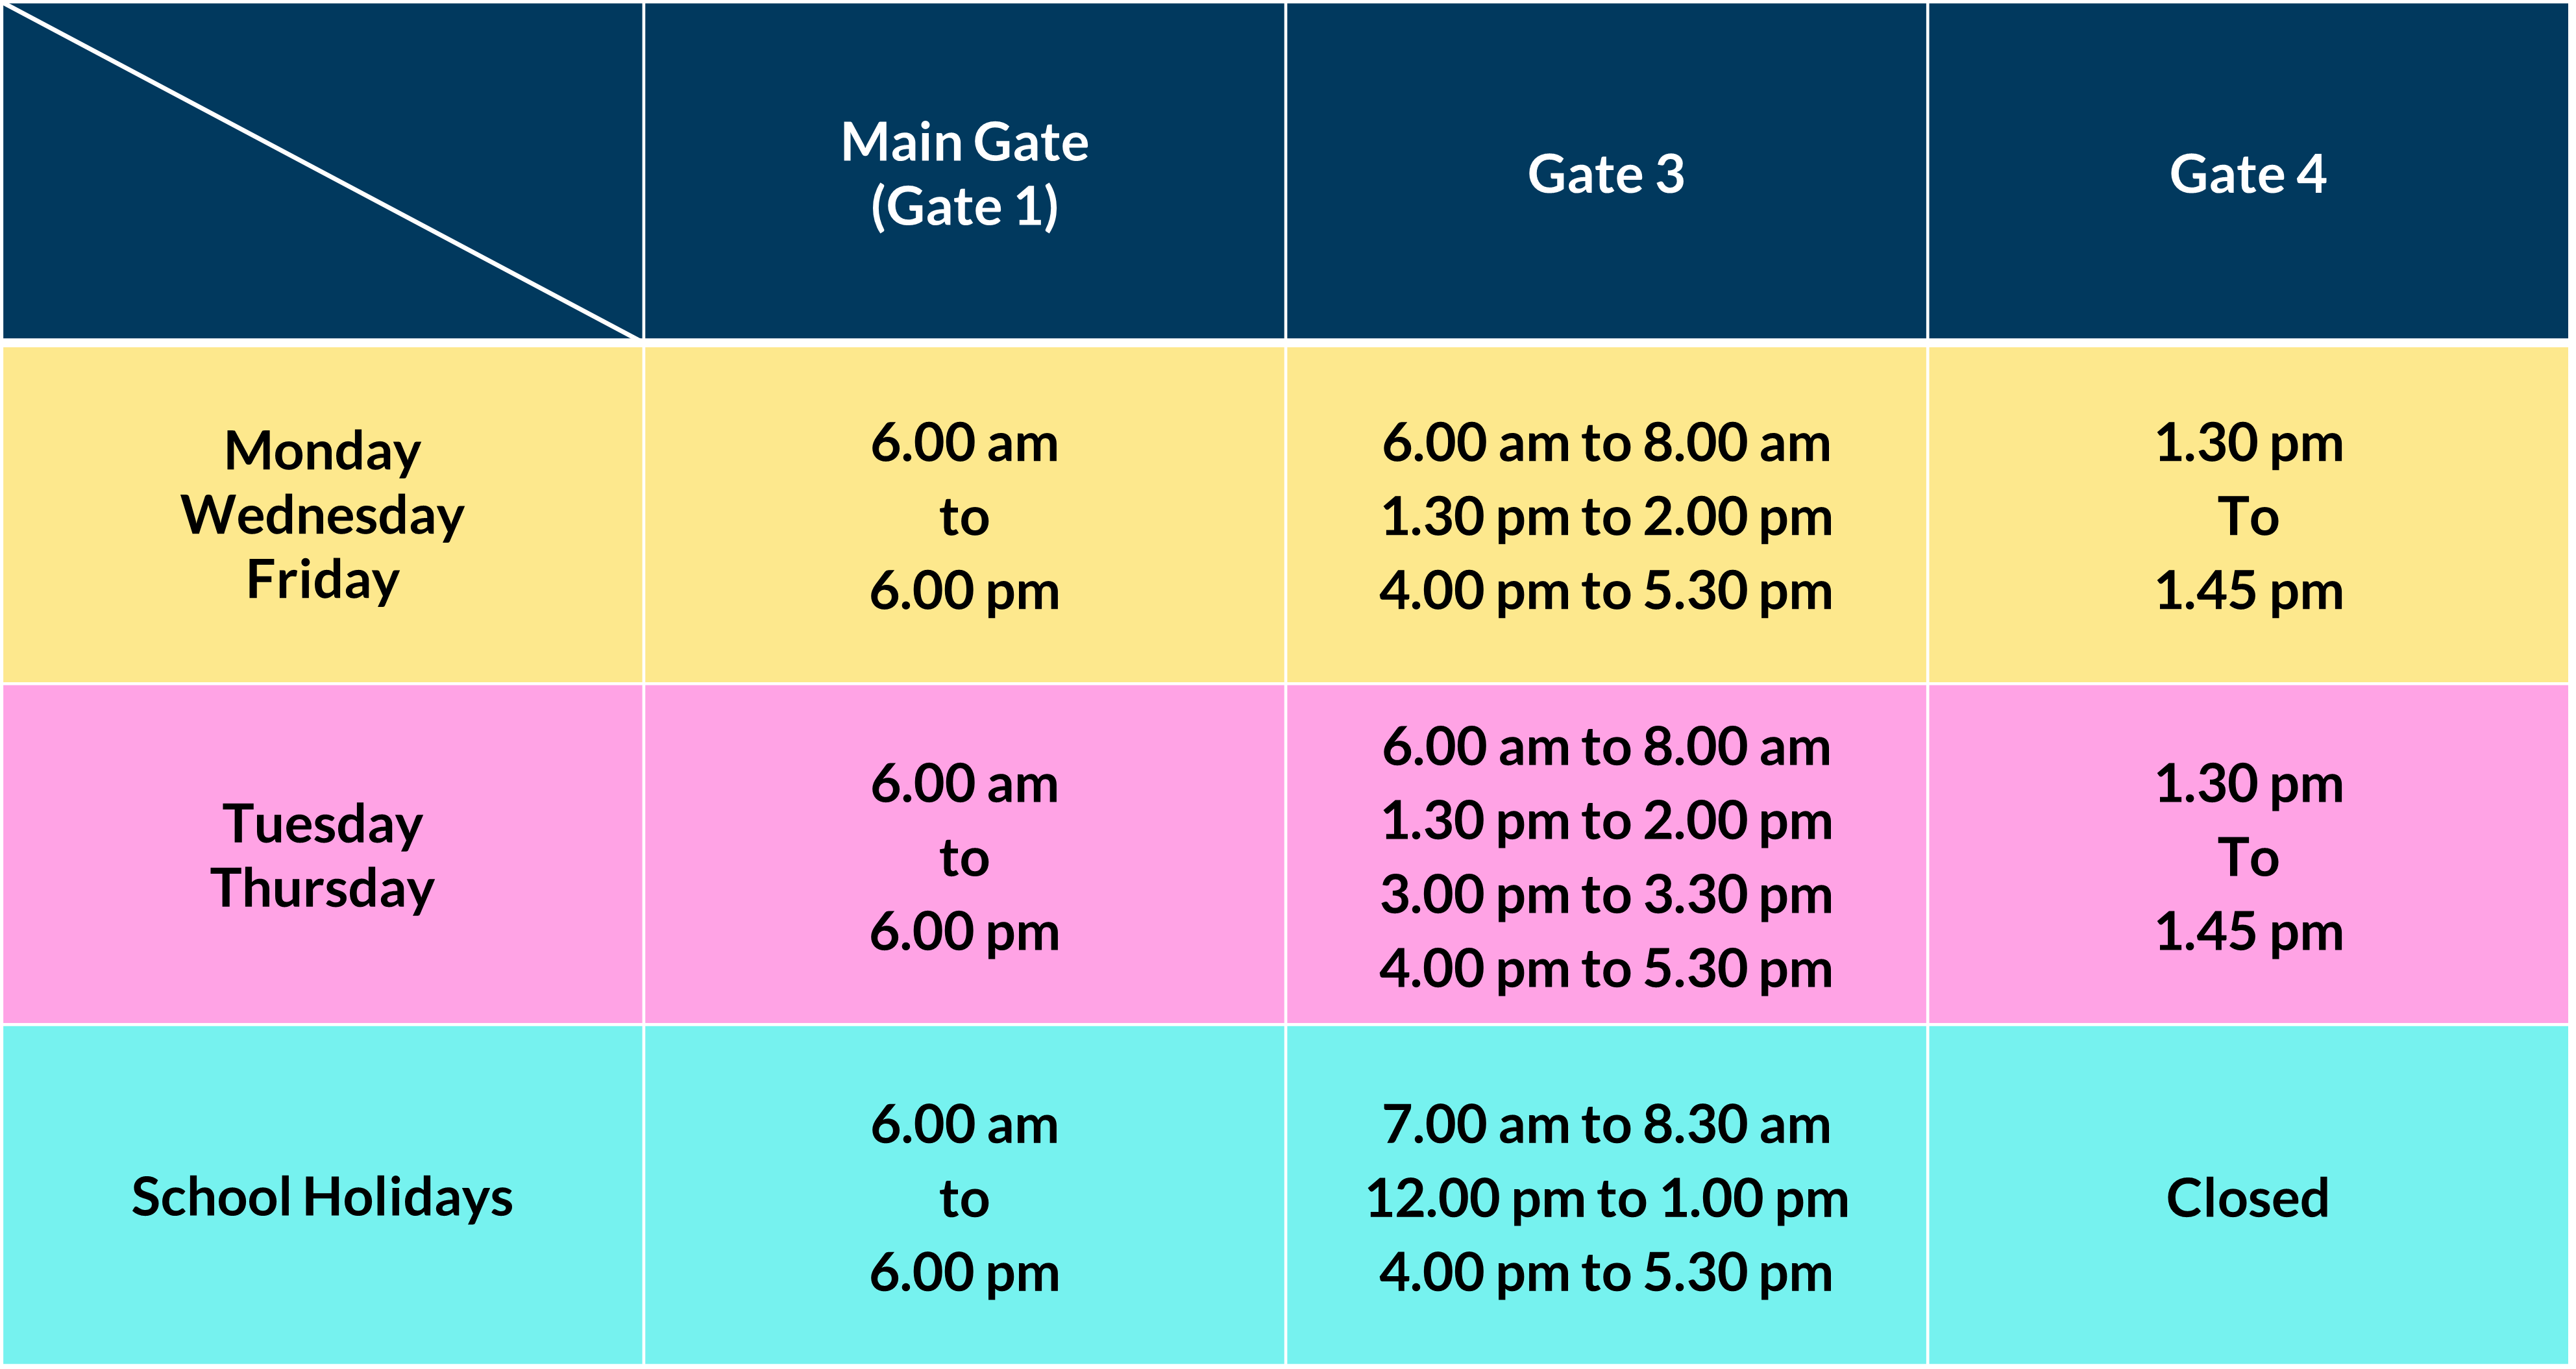 Main Gate
(Gate 1)
Gate 3
Gate 4
Monday
Wednesday
Friday
6.00 am
to
6.00 pm
6.00 am to 8.00 am
1.30 pm to 2.00 pm
4.00 pm to 5.30 pm
1.30 pm
To
1.45 pm
Tuesday
Thursday
6.00 am
to
6.00 pm
6.00 am to 8.00 am
1.30 pm to 2.00 pm
3.00 pm to 3.30 pm
4.00 pm to 5.30 pm
1.30 pm
To
1.45 pm
School Holidays
6.00 am
to
6.00 pm
7.00 am to 8.30 am
12.00 pm to 1.00 pm
4.00 pm to 5.30 pm
Closed